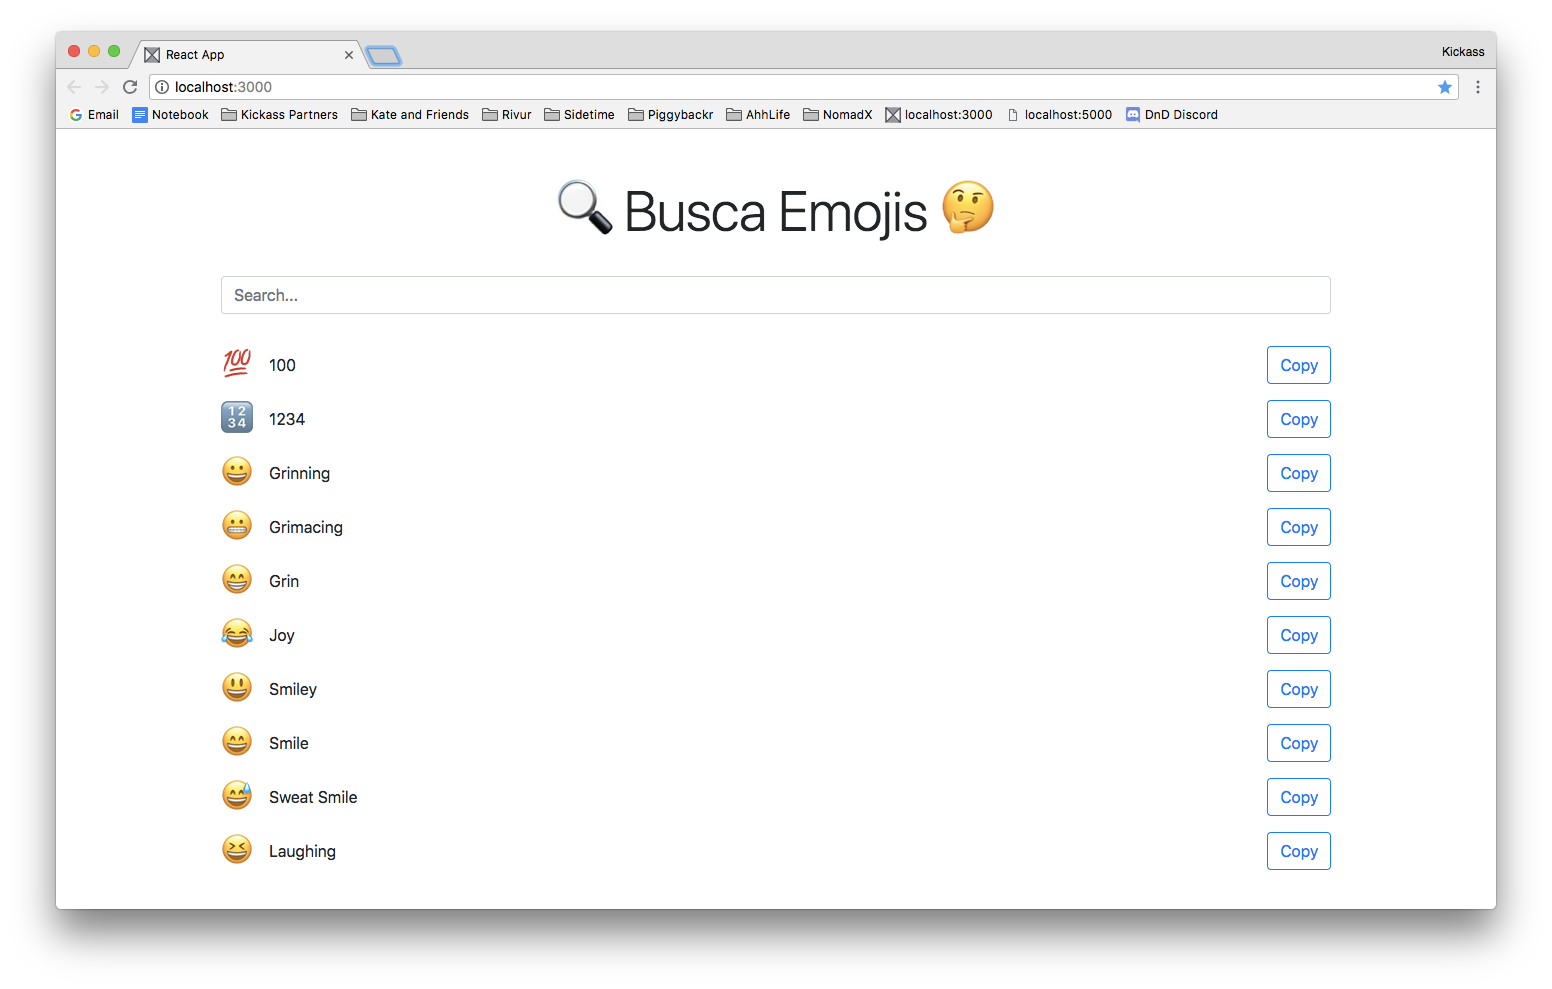 React App
Kickass
localhost:3000
Email Notebook Kickass Partners Kate and Friends Rivur Sidetime Piggybackr AhhLife NomadX localhost:3000 localhost:5000 DnD Discord
🔍 Busca Emojis 🤔
Search...
💯 100 Copy
🔢 1234 Copy
😀 Grinning Copy
😬 Grimacing Copy
😁 Grin Copy
😂 Joy Copy
😃 Smiley Copy
😄 Smile Copy
😅 Sweat Smile Copy
😆 Laughing Copy